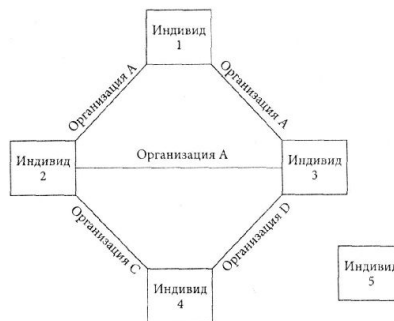 Индивид
1
Организация А
Организация А
Индивид
2
Организация А
Индивид
3
Организация С
Организация D
Индивид
4
Индивид
5